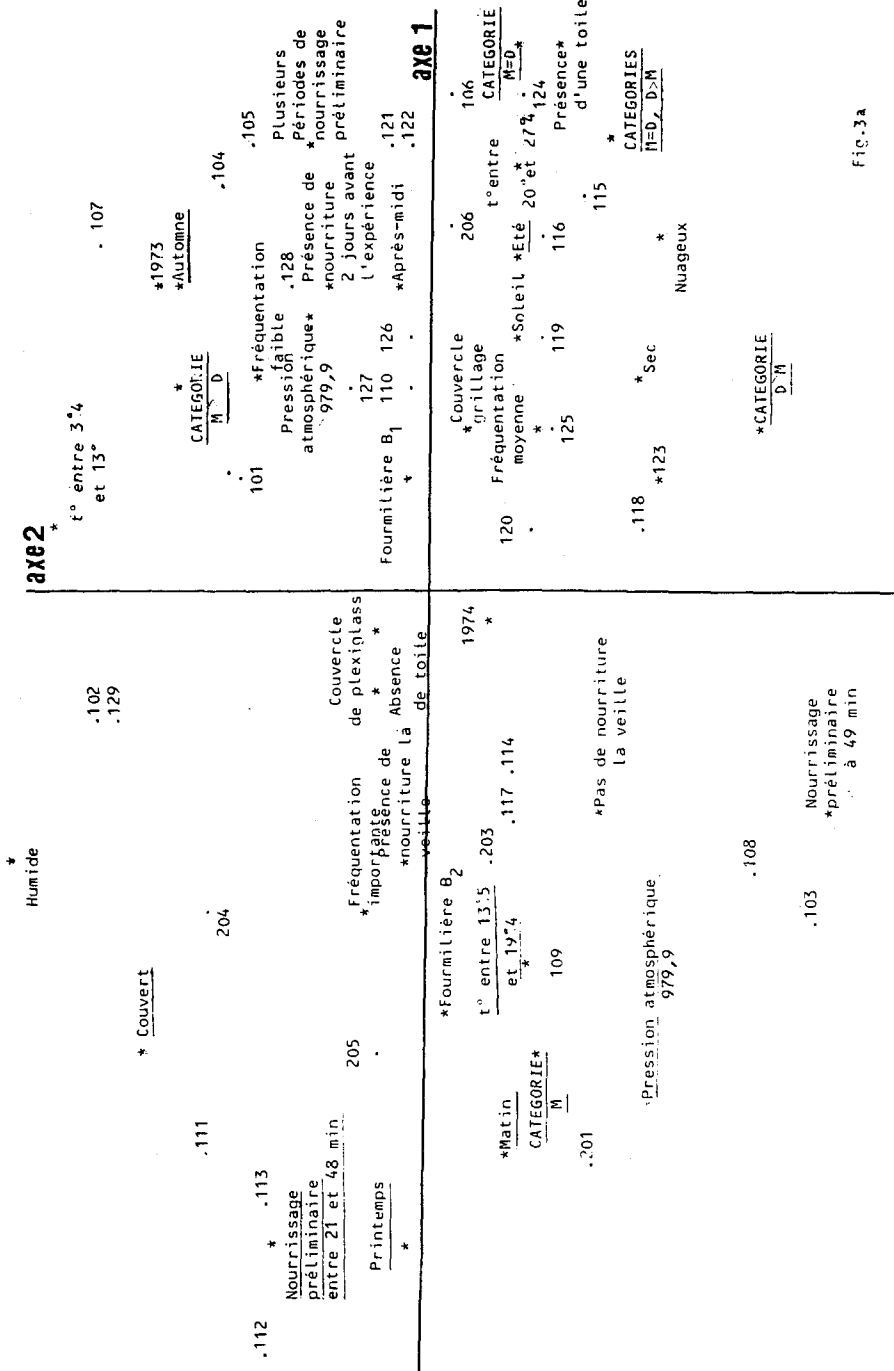 axe2
*
t° entre 3°4
et 13°
. 107
*
Humide
.102
.129
*1973
*Automne
* Couvert
*
CATEGORIE
M D
.104
204
.111
.105
101
*Fréquentation
faible
.128
Pression
atmosphérique*
979,9
Plusieurs
Périodes de
*nourrissage
préliminaire
Présence de
*nourriture
2 jours avant
l'expérience
.113
*
Nourrissage
préliminaire
entre 21 et 48 min
.112
205
Couvercle
de plexiglass
*
*
Absence
de toile
Fréquentation
*importante
Présence de
*nourriture la
veille
127
110
126
.121
.122
*Après-midi
Fourmilière B1
*
Printemps
*
axe 1
*Fourmilière B2
1974
*
Couvercle
*grillage
206
106
CATEGORIE
M=D
*
t° entre 13°5
et 19°4
*
.203
.117 .114
Fréquentation
moyenne
*
120
*Soleil
*Eté
t°entre
20° et 27°4
*
124
Présence*
d'une toile
109
125
119
116
115
*Matin
CATEGORIE*
M
.201
*Pas de nourriture
la veille
.118
*123
*
Sec
*
Nuageux
*
CATEGORIES
M=D, D>M
Pression atmosphérique
979,9
.108
.103
Nourrissage
*préliminaire
à 49 min
*CATEGORIE
D M
Fig.3a